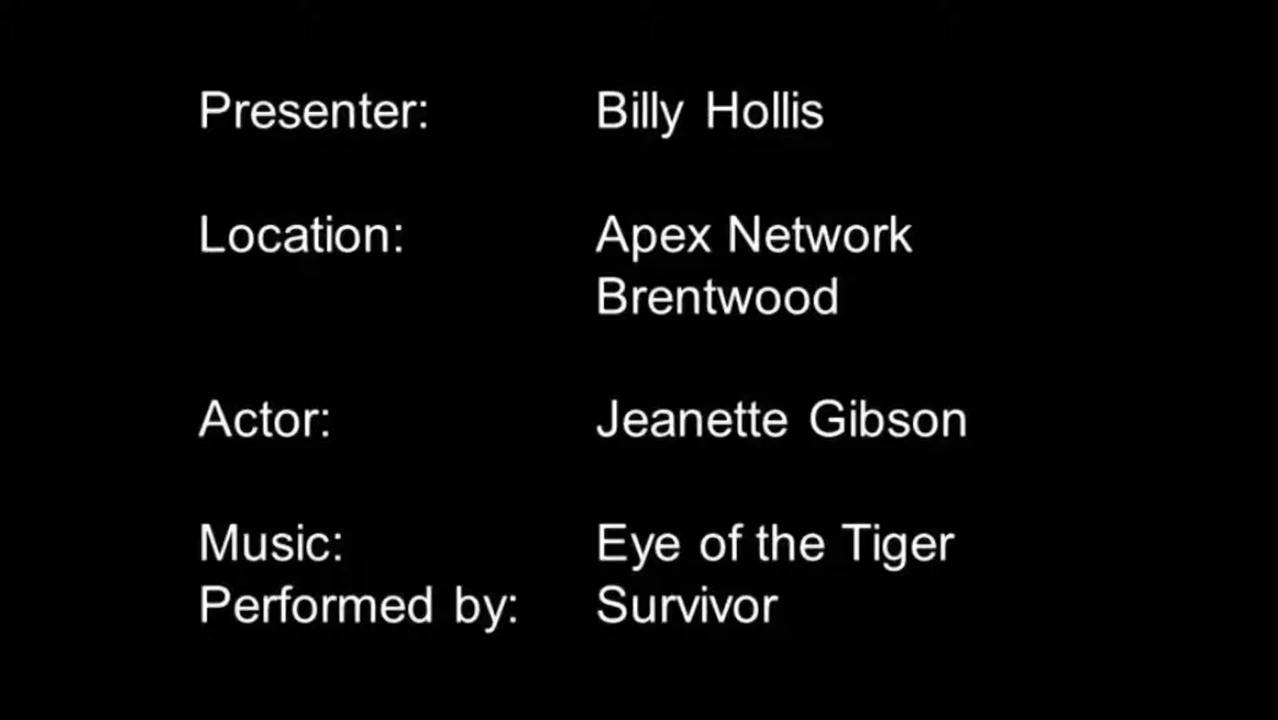 Presenter: Billy Hollis
Location: Apex Network
Brentwood
Actor: Jeanette Gibson
Music: Eye of the Tiger
Performed by: Survivor